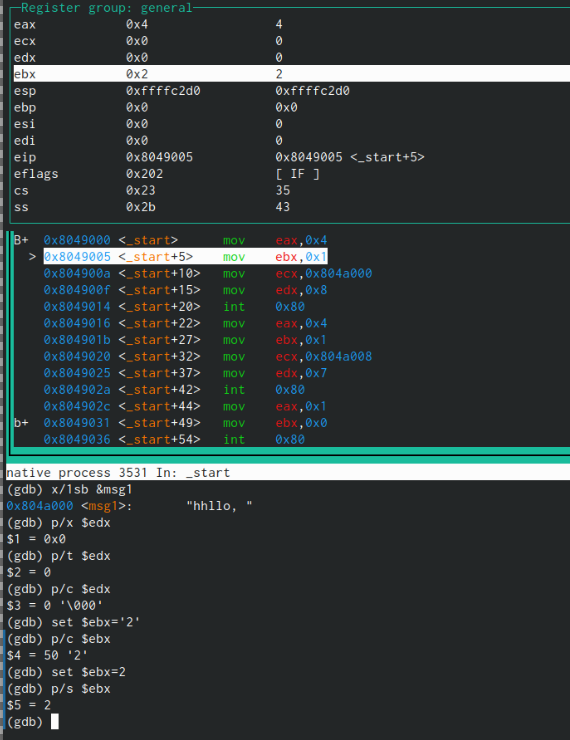 Register group: general
eax 0x4 4
ecx 0x0 0
edx 0x0 0
ebx 0x2 2
esp 0xffffc2d0 0xffffc2d0
ebp 0x0 0x0
esi 0x0 0
edi 0x0 0
eip 0x8049005 0x8049005 <_start+5>
eflags 0x202 [ IF ]
cs 0x23 35
ss 0x2b 43
B+ 0x8049000 <_start> mov eax,0x4
> 0x8049005 <_start+5> mov ebx,0x1
0x804900a <_start+10> mov ecx,0x804a000
0x804900f <_start+15> mov edx,0x8
0x8049014 <_start+20> int 0x80
0x8049016 <_start+22> mov eax,0x4
0x804901b <_start+27> mov ebx,0x1
0x8049020 <_start+32> mov ecx,0x804a008
0x8049025 <_start+37> mov edx,0x7
0x804902a <_start+42> int 0x80
0x804902c <_start+44> mov eax,0x1
b+ 0x8049031 <_start+49> mov ebx,0x0
0x8049036 <_start+54> int 0x80
native process 3531 In: _start
(gdb) x/1sb &msg1
0x804a000 <msg1>: "hhllo, "
(gdb) p/x $edx
$1 = 0x0
(gdb) p/t $edx
$2 = 0
(gdb) p/c $edx
$3 = 0 '\000'
(gdb) set $ebx='2'
(gdb) p/c $ebx
$4 = 50 '2'
(gdb) set $ebx=2
(gdb) p/s $ebx
$5 = 2
(gdb)